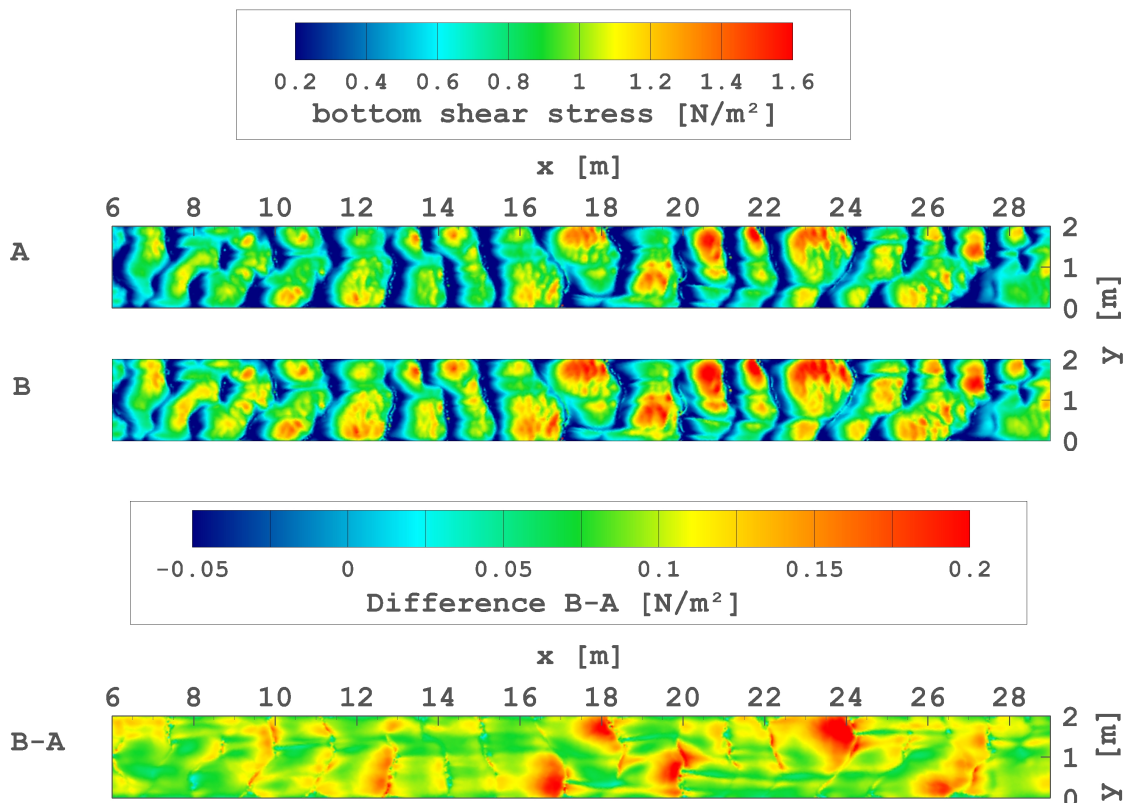 0.2 0.4 0.6 0.8 1 1.2 1.4 1.6
bottom shear stress [N/m²]
x [m]
6 8 10 12 14 16 18 20 22 24 26 28
A
2
1
0
y [m]
B
2
1
0
−0.05 0 0.05 0.1 0.15 0.2
Difference B-A [N/m²]
x [m]
6 8 10 12 14 16 18 20 22 24 26 28
B-A
2
1
0
y [m]